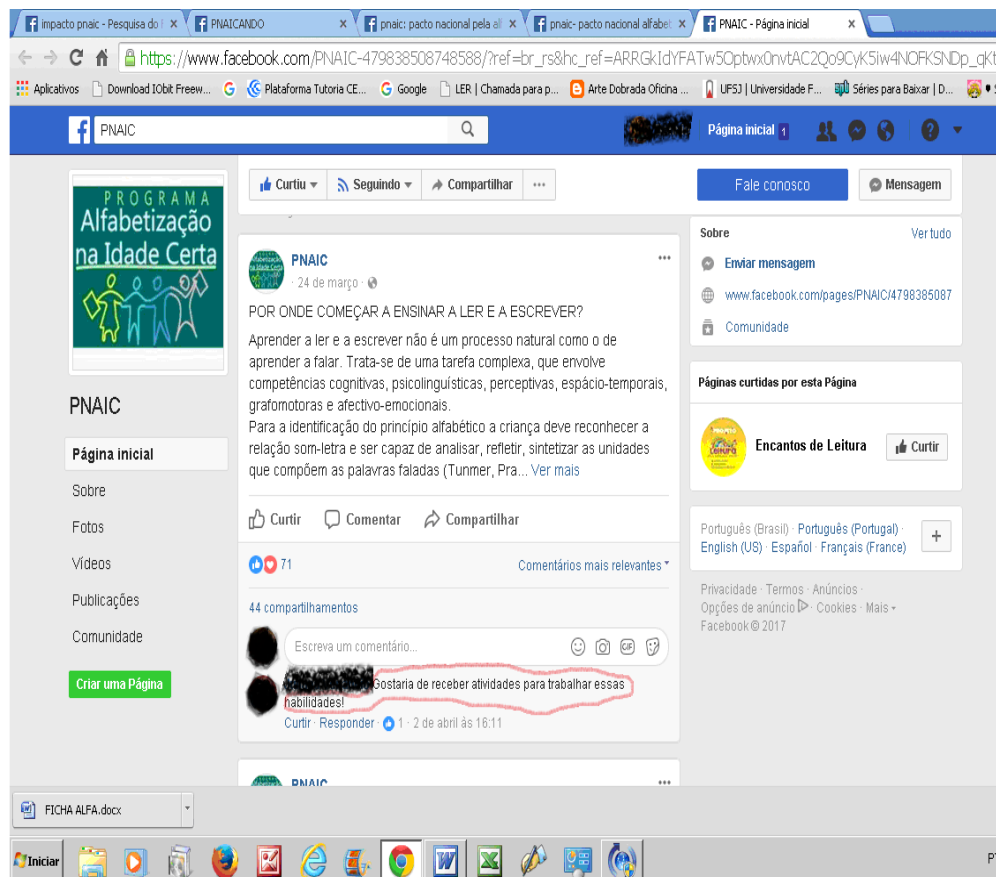 impacto pnaic - Pesquisa do
PNAICANDO
pnaic: pacto nacional pela al
pnaic- pacto nacional alfabet
PNAIC - Página inicial
https://www.facebook.com/PNAIC-479838508748588/?ref=br_rs&hc_ref=ARRGkIdYFATw5Optwx0nvtAC2Qo9CyK5iw4NOFKSNDp_qKt
Aplicativos
Download IObit Freew...
Plataforma Tutoria CE...
Google
LER | Chamada para p...
Arte Dobrada Oficina ...
UFSJ | Universidade F...
Séries para Baixar | D...
PNAIC
Página inicial 1
PROGRAMA
Alfabetização
na Idade Certa
PNAIC
Página inicial
Sobre
Fotos
Vídeos
Publicações
Comunidade
Criar uma Página
Curtiu
Seguindo
Compartilhar
...
Fale conosco
Mensagem
PNAIC
24 de março ·
POR ONDE COMEÇAR A ENSINAR A LER E A ESCREVER?
Aprender a ler e a escrever não é um processo natural como o de
aprender a falar. Trata-se de uma tarefa complexa, que envolve
competências cognitivas, psicolinguísticas, perceptivas, espácio-temporais,
grafomotoras e afectivo-emocionais.
Para a identificação do princípio alfabético a criança deve reconhecer a
relação som-letra e ser capaz de analisar, refletir, sintetizar as unidades
que compõem as palavras faladas (Tunmer, Pra... Ver mais
Curtir
Comentar
Compartilhar
71
Comentários mais relevantes
44 compartilhamentos
Escreva um comentário...
GIF
Gostaria de receber atividades para trabalhar essas
habilidades!
Curtir · Responder · 1 · 2 de abril às 16:11
PNAIC
Sobre
Ver tudo
Enviar mensagem
www.facebook.com/pages/PNAIC/4798385087
Comunidade
Páginas curtidas por esta Página
Encantos de Leitura
Curtir
Português (Brasil) · Português (Portugal) ·
English (US) · Español · Français (France)
Privacidade · Termos · Anúncios ·
Opções de anúncio · Cookies · Mais
Facebook © 2017
FICHA ALFA.docx
Iniciar